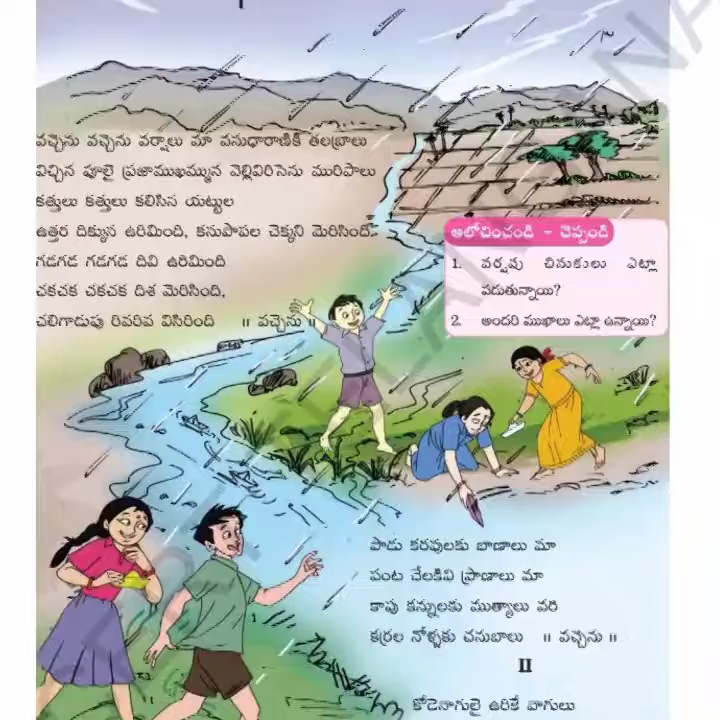 వచ్చెను వచ్చెను వర్షాలు మా వసుధారాణికి తలబ్రాలు
విచ్చిన పూలై ప్రజాముఖమ్మున వెల్లివిరిసెను మురిపాలు
కత్తులు కత్తులు కలిసిన యట్టుల
ఉత్తర దిక్కున ఉరిమింది, కనుపాపల చెక్కుని మెరిసింది
గడగడ గడగడ దివి ఉరిమింది
చకచక చకచక దిశ మెరిసింది,
చలిగాడుపు రివరివ విసిరింది ॥ వచ్చెను ॥
ఆలోచించండి - చెప్పండి
1. వర్షపు చినుకులు ఎట్లా
పడుతున్నాయి?
2. అందరి ముఖాలు ఎట్లా ఉన్నాయి?
పాడు కరవులకు బాణాలు మా
పంట చేలకివి ప్రాణాలు మా
కాపు కన్నులకు ముత్యాలు వరి
కర్రల నోళ్ళకు చనుబాలు ॥ వచ్చెను ॥
II
కోడెనాగులై ఉరికే వాగులు